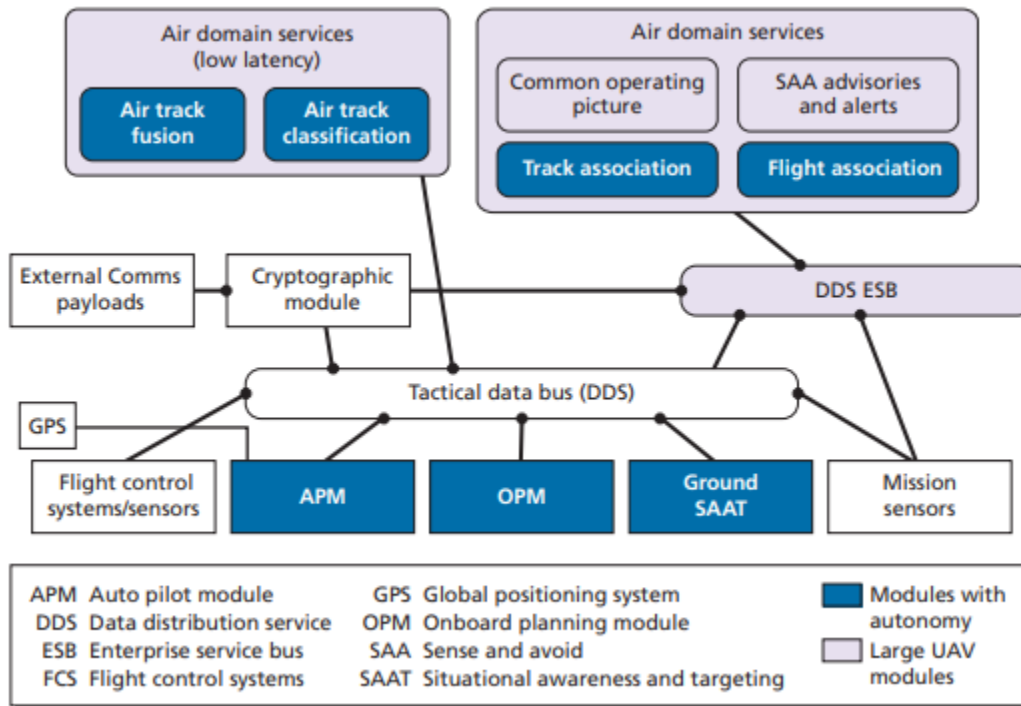 Air domain services
(low latency)
Air track
fusion
Air track
classification
Air domain services
Common operating
picture
SAA advisories
and alerts
Track association
Flight association
External Comms
payloads
Cryptographic
module
DDS ESB
Tactical data bus (DDS)
GPS
Flight control
systems/sensors
APM
OPM
Ground
SAAT
Mission
sensors
APM Auto pilot module
DDS Data distribution service
ESB Enterprise service bus
FCS Flight control systems
GPS Global positioning system
OPM Onboard planning module
SAA Sense and avoid
SAAT Situational awareness and targeting
Modules with
autonomy
Large UAV
modules